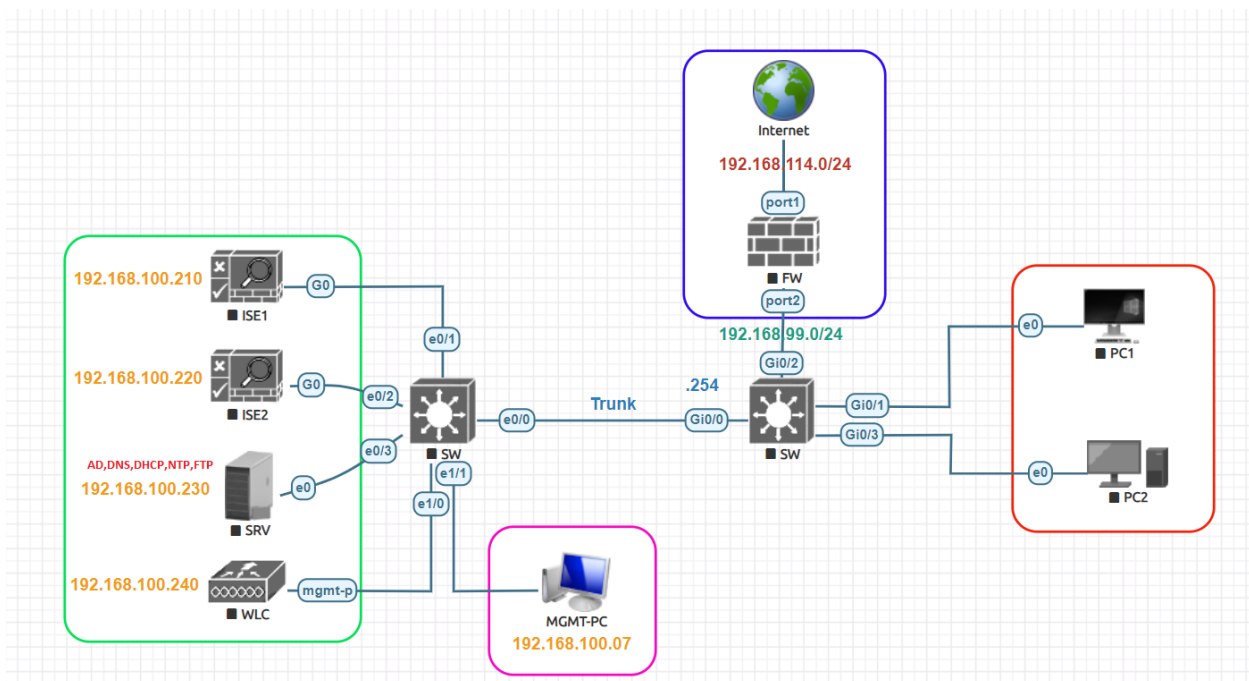 Internet
192.168.114.0/24
port1
FW
port2
192.168.99.0/24
Gi0/2
192.168.100.210
G0
ISE1
e0/1
192.168.100.220
G0
ISE2
e0/2
.254
Trunk
e0/0
Gi0/0
Gi0/1
Gi0/3
SW
SW
e0
PC1
e0
PC2
AD,DNS,DHCP,NTP,FTP
192.168.100.230
e0
SRV
e0/3
e1/1
e1/0
192.168.100.240
mgmt-p
WLC
MGMT-PC
192.168.100.07